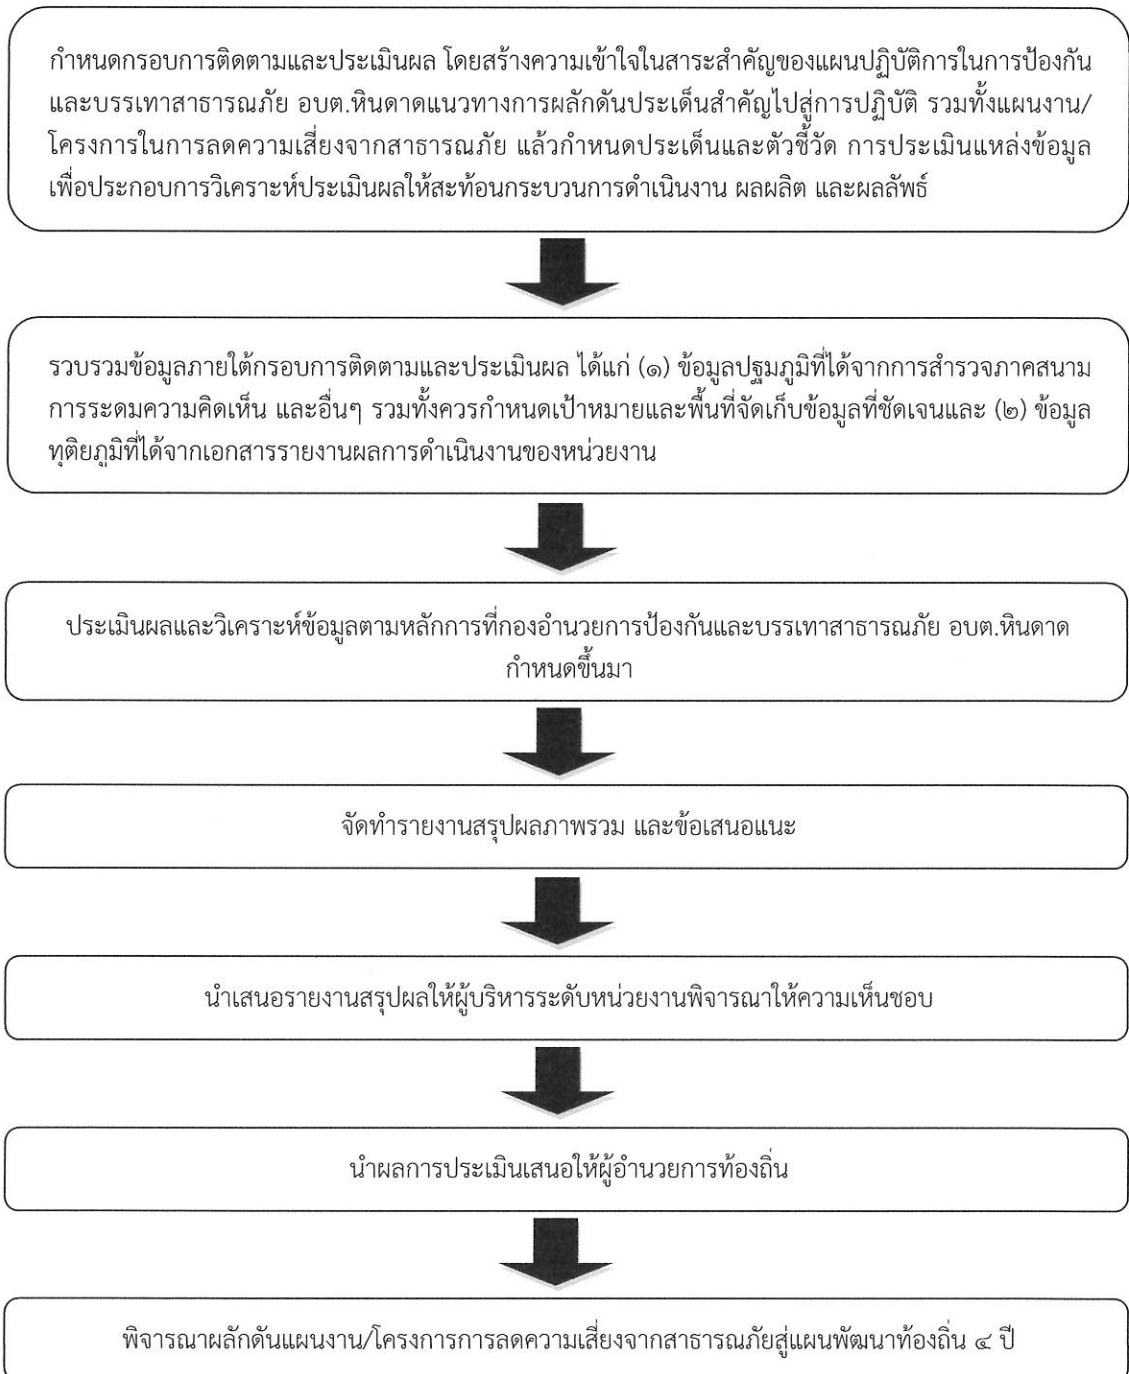 กำหนดกรอบการติดตามและประเมินผล โดยสร้างความเข้าใจในสาระสำคัญของแผนปฏิบัติการในการป้องกัน
และบรรเทาสาธารณภัย อบต.หินดาดแนวทางการผลักดันประเด็นสำคัญไปสู่การปฏิบัติ รวมทั้งแผนงาน/
โครงการในการลดความเสี่ยงจากสาธารณภัย แล้วกำหนดประเด็นและตัวชี้วัด การประเมินแหล่งข้อมูล
เพื่อประกอบการวิเคราะห์ประเมินผลให้สะท้อนกระบวนการดำเนินงาน ผลผลิต และผลลัพธ์
รวบรวมข้อมูลภายใต้กรอบการติดตามและประเมินผล ได้แก่ (๑) ข้อมูลปฐมภูมิที่ได้จากการสำรวจภาคสนาม
การระดมความคิดเห็น และอื่นๆ รวมทั้งควรกำหนดเป้าหมายและพื้นที่จัดเก็บข้อมูลที่ชัดเจนและ (๒) ข้อมูล
ทุติยภูมิที่ได้จากเอกสารรายงานผลการดำเนินงานของหน่วยงาน
ประเมินผลและวิเคราะห์ข้อมูลตามหลักการที่กองอำนวยการป้องกันและบรรเทาสาธารณภัย อบต.หินดาด
กำหนดขึ้นมา
จัดทำรายงานสรุปผลภาพรวม และข้อเสนอแนะ
นำเสนอรายงานสรุปผลให้ผู้บริหารระดับหน่วยงานพิจารณาให้ความเห็นชอบ
นำผลการประเมินเสนอให้ผู้อำนวยการท้องถิ่น
พิจารณาผลักดันแผนงาน/โครงการการลดความเสี่ยงจากสาธารณภัยสู่แผนพัฒนาท้องถิ่น ๔ ปี